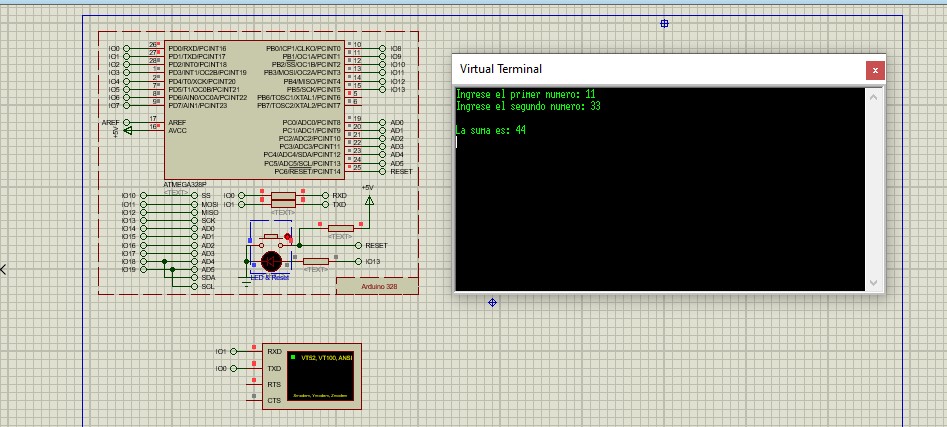 Virtual Terminal
x
Ingrese el primer numero: 11
Ingrese el segundo numero: 33
La suma es: 44
IO0 26 PD0/RXD/PCINT16 PB0/ICP1/CLKO/PCINT0 10 IO8
IO1 27 PD1/TXD/PCINT17 PB1/OC1A/PCINT1 11 IO9
IO2 28 PD2/INT0/PCINT18 PB2/SS/OC1B/PCINT2 12 IO10
IO3 1 PD3/INT1/OC2B/PCINT19 PB3/MOSI/OC2A/PCINT3 13 IO11
IO4 2 PD4/T0/XCK/PCINT20 PB4/MISO/PCINT4 14 IO12
IO5 7 PD5/T1/OC0B/PCINT21 PB5/SCK/PCINT5 15 IO13
IO6 8 PD6/AIN0/OC0A/PCINT22 PB6/TOSC1/XTAL1/PCINT6 5
IO7 9 PD7/AIN1/PCINT23 PB7/TOSC2/XTAL2/PCINT7 6
AREF 17 AREF PC0/ADC0/PCINT8 19 AD0
+5V 16 AVCC PC1/ADC1/PCINT9 20 AD1
PC2/ADC2/PCINT10 21 AD2
PC3/ADC3/PCINT11 22 AD3
PC4/ADC4/SDA/PCINT12 23 AD4
PC5/ADC5/SCL/PCINT13 24 AD5
PC6/RESET/PCINT14 25 RESET
ATMEGA328P
<TEXT>
IO10 SS
IO11 MOSI
IO12 MISO
IO13 SCK
IO14 AD0
IO15 AD1
IO16 AD2
IO17 AD3
IO18 AD4
IO19 AD5
SDA
SCL
IO0 RXD
IO1 TXD
<TEXT>
+5V
<TEXT>
RESET
<TEXT>
IO13
LED & Reset
Arduino 328
IO1 RXD
IO0 TXD
RTS
CTS
VT52, VT100, ANSI
Xmodem, Ymodem, Zmodem